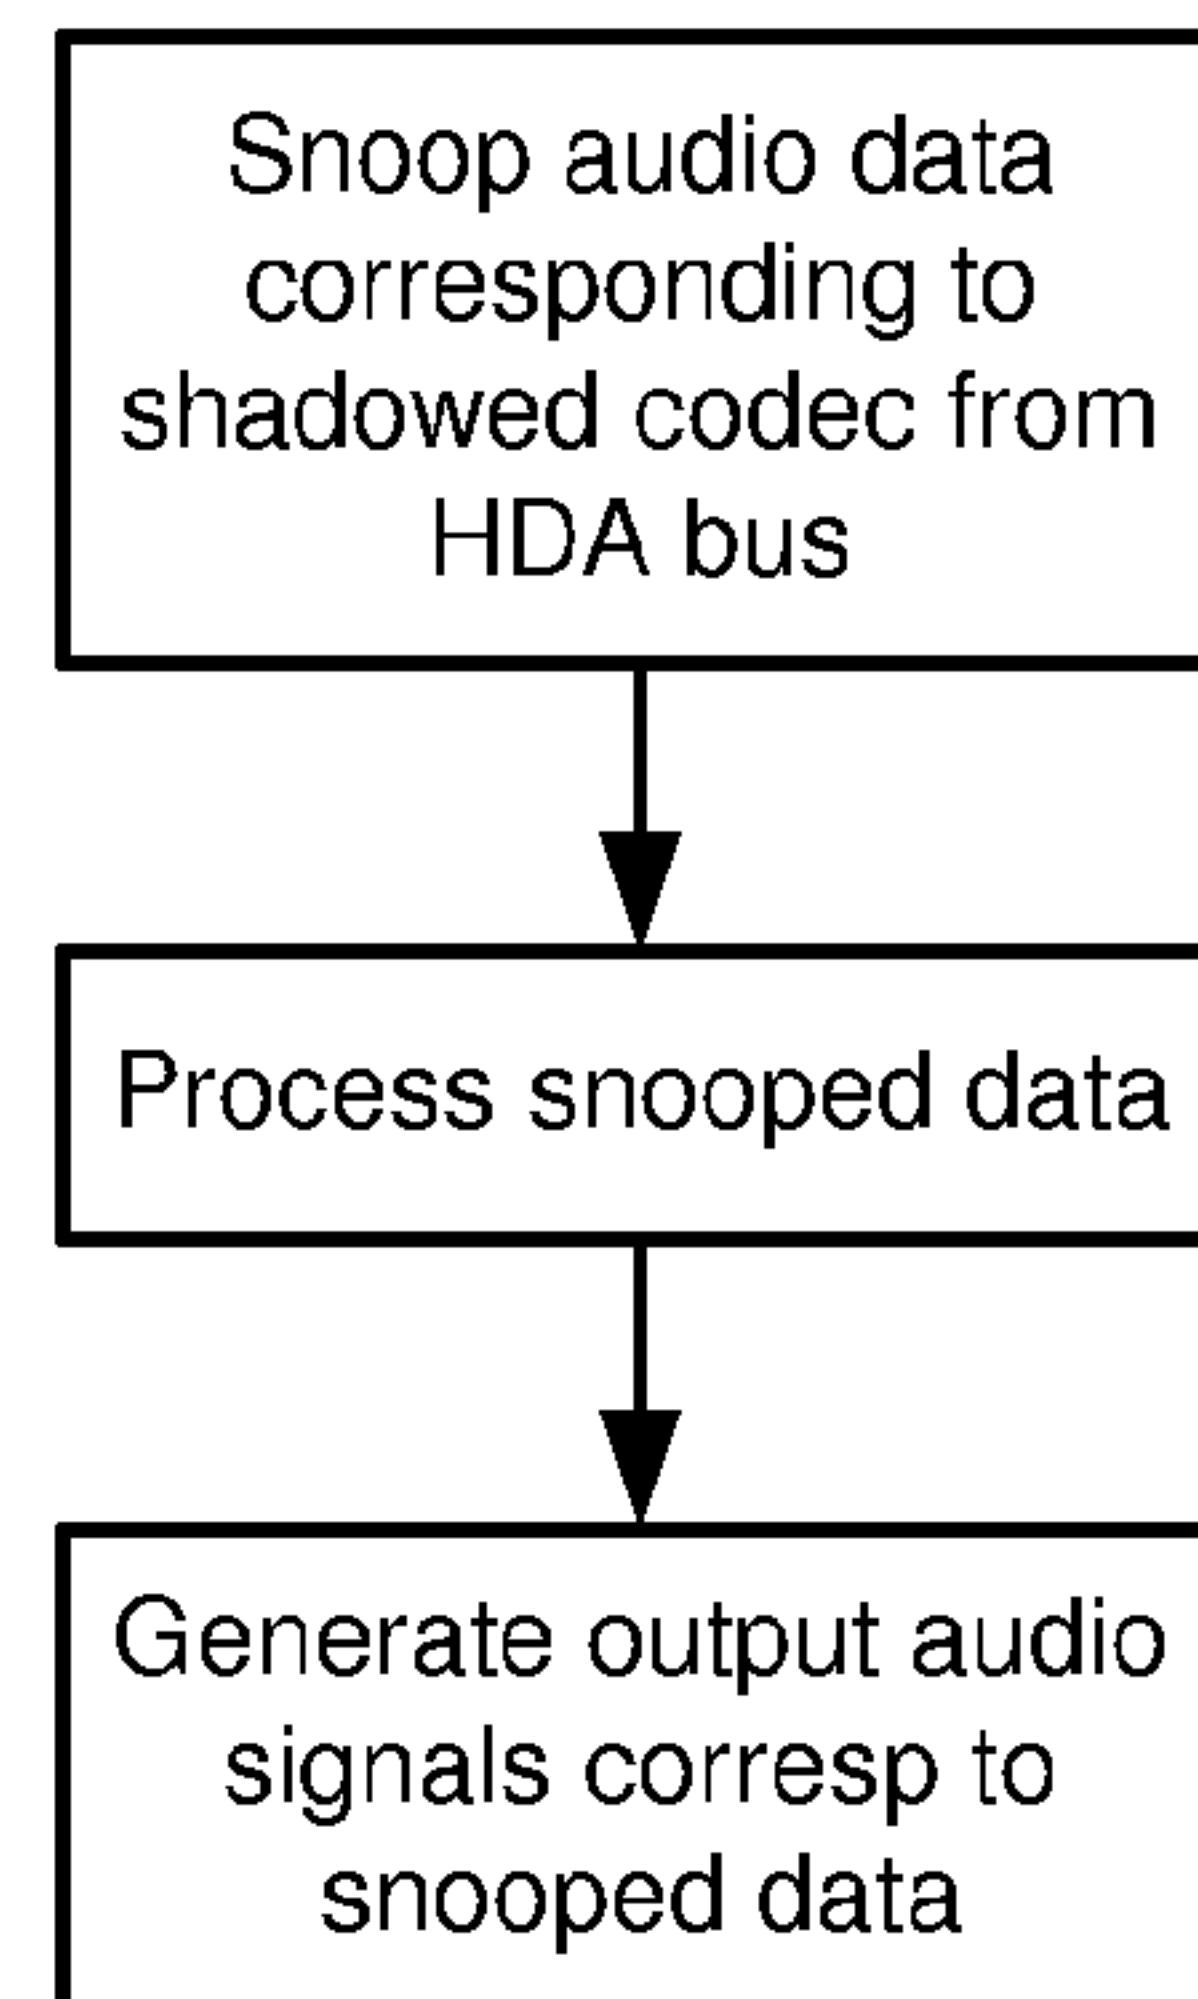 Snoop audio data
corresponding to
shadowed codec from
HDA bus
Process snooped data
Generate output audio
signals corresp to
snooped data